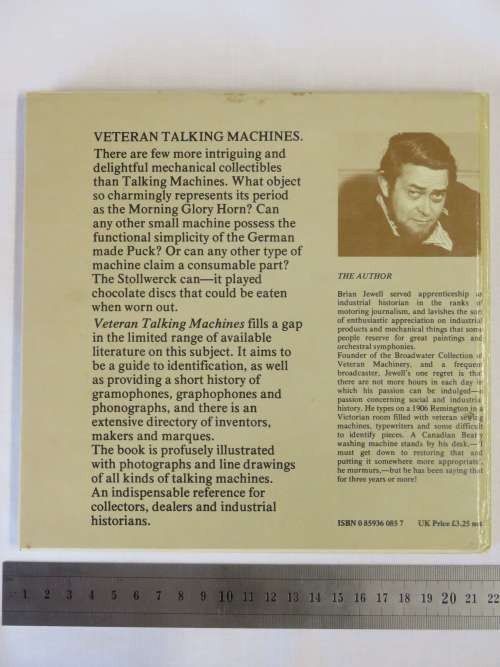 VETERAN TALKING MACHINES.
There are few more intriguing and
delightful mechanical collectibles
than Talking Machines. What object
so charmingly represents its period
as the Morning Glory Horn? Can
any other small machine possess the
functional simplicity of the German
made Puck? Or can any other type of
machine claim a consumable part?
The Stollwerck can—it played
chocolate discs that could be eaten
when worn out.
Veteran Talking Machines fills a gap
in the limited range of available
literature on this subject. It aims to
be a guide to identification, as well
as providing a short history of
gramophones, graphophones and
phonographs, and there is an
extensive directory of inventors,
makers and marques.
The book is profusely illustrated
with photographs and line drawings
of all kinds of talking machines.
An indispensable reference for
collectors, dealers and industrial
historians.
THE AUTHOR
Brian Jewell served apprenticeship
industrial historian in the ranks
motoring journalism, and lavishes the
of enthusiastic appreciation on industrial
products and mechanical things that some
people reserve for great paintings and
orchestral symphonies.
Founder of the Broadwater Collection
Veteran Machinery, and a frequent
broadcaster, Jewell's one regret is that
there are not more hours in each day
which his passion can be indulged—
passion concerning social and industrial
history. He types on a 1906 Remington in
Victorian room filled with veteran
machines, typewriters and some difficult
to identify pieces. A Canadian
washing machine stands by his desk.—'I
must get down to restoring that and
putting it somewhere more appropriate',
he murmurs,—but he has been saying that
for three years or more!
ISBN 0 85936 085 7 UK Price £3.25 net
1 2 3 4 5 6 7 8 9 10 11 12 13 14 15 16 17 18 19 20 21 22